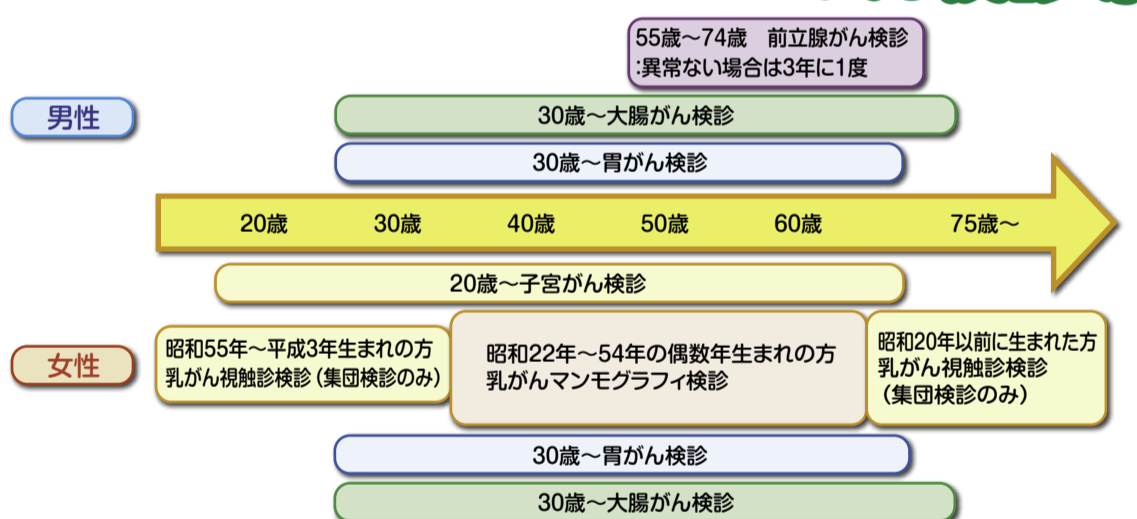 55歳～74歳　前立腺がん検診
:異常ない場合は3年に1度
男性
30歳～大腸がん検診
30歳～胃がん検診
20歳 30歳 40歳 50歳 60歳 75歳～
20歳～子宮がん検診
女性
昭和55年～平成3年生まれの方
乳がん視触診検診（集団検診のみ）
昭和22年～54年の偶数年生まれの方
乳がんマンモグラフィ検診
昭和20年以前に生まれた方
乳がん視触診検診
（集団検診のみ）
30歳～胃がん検診
30歳～大腸がん検診